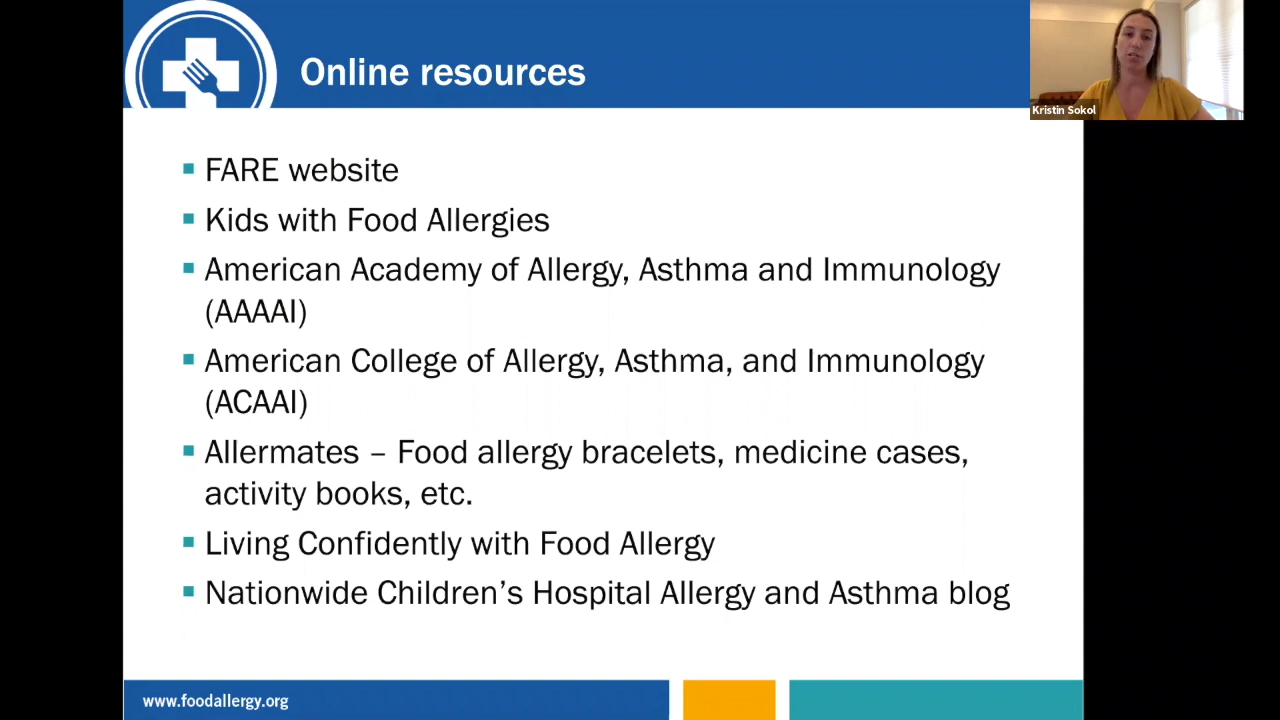 Online resources
Kristin Sokol
FARE website
Kids with Food Allergies
American Academy of Allergy, Asthma and Immunology
(AAAAI)
American College of Allergy, Asthma, and Immunology
(ACAAI)
Allermates – Food allergy bracelets, medicine cases,
activity books, etc.
Living Confidently with Food Allergy
Nationwide Children’s Hospital Allergy and Asthma blog
www.foodallergy.org